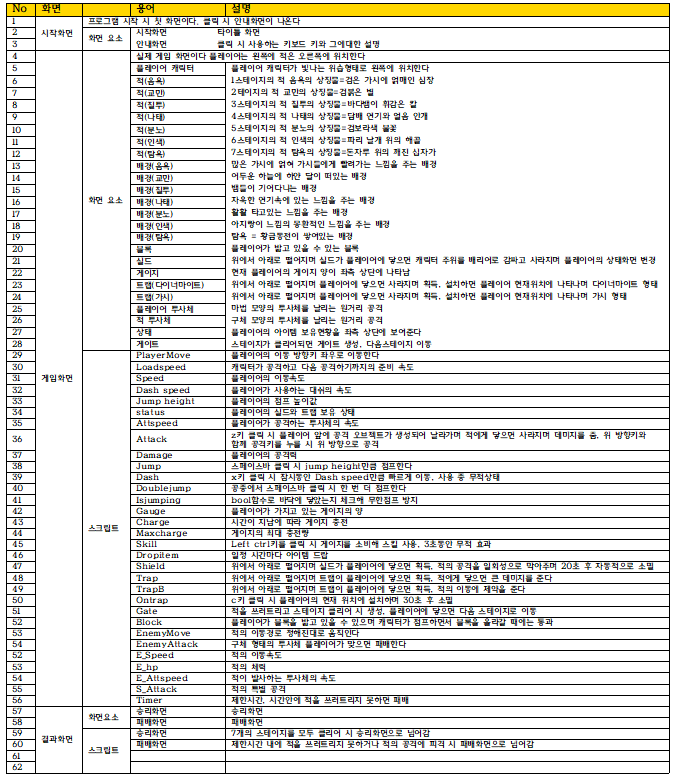 No 화면 용어 설명
1 시작화면 프로그램 시작 시 첫 화면이다, 클릭 시 안내화면이 나온다
2 화면 요소 시작화면 타이틀 화면
3 안내화면 클릭 시 사용하는 키보드 키와 그에대한 설명
4 게임화면 실제 게임 화면이다 플레이어는 왼쪽에 적은 오른쪽에 위치한다
5 화면 요소 플레이어 캐릭터 플레이어 캐릭터가 빛나는 위습형태로 왼쪽에 위치한다
6 적(음욕) 1스테이지의 적 음욕의 상징물=검은 가시에 얽매인 심장
7 적(교만) 2테이지의 적 교만의 상징물=검붉은 벌
8 적(질투) 3스테이지의 적 질투의 상징물=바다뱀이 휘감은 칼
9 적(나태) 4스테이지의 적 나태의 상징물=담배 연기와 얼음 안개
10 적(분노) 5스테이지의 적 분노의 상징물=검보라색 불꽃
11 적(인색) 6스테이지의 적 인색의 상징물=파리 날개 위의 해골
12 적(탐욕) 7스테이지의 적 탐욕의 상징물=돈자루 위의 깨진 십자가
13 배경(음욕) 많은 가시에 얽혀 가시들에게 빨려가는 느낌을 주는 배경
14 배경(교만) 어두운 하늘에 하얀 달이 떠있는 배경
15 배경(질투) 뱀들이 기어다니는 배경
16 배경(나태) 자욱한 연기속에 있는 느낌을 주는 배경
17 배경(분노) 활활 타고있는 느낌을 주는 배경
18 배경(인색) 아지랑이 느낌의 몽환적인 느낌을 주는 배경
19 배경(탐욕) 탐욕 = 황금동전이 쌓여있는 배경
20 블록 플레이어가 밟고 있을 수 있는 블록
21 실드 위에서 아래로 떨어지며 실드가 플레이어에 닿으면 캐릭터 주위를 배리어로 감싸고 사라지며 플레이어의 상태화면 변경
22 게이지 현재 플레이어의 게이지 양이 좌측 상단에 나타남
23 트랩(다이너마이트) 위에서 아래로 떨어지며 플레이어에 닿으면 사라지며 획득, 설치하면 플레이어 현재위치에 나타나며 다이너마이트 형태
24 트랩(가시) 위에서 아래로 떨어지며 플레이어에 닿으면 사라지며 획득, 설치하면 플레이어 현재위치에 나타나며 가시 형태
25 플레이어 투사체 마법 모양의 투사체를 날리는 원거리 공격
26 적 투사체 구체 모양의 투사체를 날리는 원거리 공격
27 상태 플레이어의 아이템 보유현황을 좌측 상단에 보여준다
28 게이트 스테이지가 클리어되면 게이트 생성, 다음스테이지 이동
29 스크립트 PlayerMove 플레이어의 이동 방향키 좌우로 이동한다
30 Loadspeed 캐릭터가 공격하고 다음 공격하기까지의 준비 속도
31 Speed 플레이어의 이동속도
32 Dash speed 플레이어가 사용하는 대쉬의 속도
33 Jump height 플레이어의 점프 높이값
34 status 플레이어의 실드와 트랩 보유 상태
35 Attspeed 플레이어가 공격하는 투사체의 속도
36 Attack z키 클릭 시 플레이어 앞에 공격 오브젝트가 생성되어 날라가며 적에게 닿으면 사라지며 데미지를 줌, 위 방향키와
함께 공격키를 누를 시 위 방향으로 공격
37 Damage 플레이어의 공격력
38 Jump 스페이스바 클릭 시 jump height만큼 점프한다
39 Dash x키 클릭 시 잠시동안 Dash speed만큼 빠르게 이동, 사용 중 무적상태
40 Doublejump 공중에서 스페이스바 클릭 시 한 번 더 점프한다
41 Isjumping bool함수로 바닥에 닿았는지 체크해 무한점프 방지
42 Gauge 플레이어가 가지고 있는 게이지의 양
43 Charge 시간이 지남에 따라 게이지 충전
44 Maxcharge 게이지의 최대 충전량
45 Skill Left ctrl키를 클릭 시 게이지를 소비해 스킬 사용, 3초동안 무적 효과
46 Dropitem 일정 시간마다 아이템 드랍
47 Shield 위에서 아래로 떨어지며 실드가 플레이어에 닿으면 획득, 적의 공격을 일회성으로 막아주며 20초 후 자동적으로 소멸
48 Trap 위에서 아래로 떨어지며 트랩이 플레이어에 닿으면 획득, 적에게 닿으면 큰 데미지를 준다
49 TrapB 위에서 아래로 떨어지며 트랩이 플레이어에 닿으면 획득, 적의 이동에 제약을 준다
50 Ontrap c키 클릭 시 플레이어의 현재 위치에 설치하며 30초 후 소멸
51 Gate 적을 쓰러트리고 스테이지 클리어 시 생성, 플레이어에 닿으면 다음 스테이지로 이동
52 Block 플레이어가 블록을 밟고 있을 수 있으며 캐릭터가 점프하면서 블록을 올라갈 때에는 통과
53 EnemyMove 적의 이동경로 정해진대로 움직인다
54 EnemyAttack 구체 형태의 투사체 플레이어가 맞으면 패배한다
52 E_Speed 적의 이동속도
53 E_hp 적의 체력
54 E_Attspeed 적이 발사하는 투사체의 속도
55 S_Attack 적의 특별 공격
56 Timer 제한시간, 시간안에 적을 쓰러트리지 못하면 패배
57 결과화면 화면요소 승리화면 승리화면
58 패배화면 패배화면
59 스크립트 승리화면 7개의 스테이지를 모두 클리어 시 승리화면으로 넘어감
60 패배화면 제한시간 내에 적을 쓰러트리지 못하거나 적의 공격에 피격 시 패배화면으로 넘어감
61
62